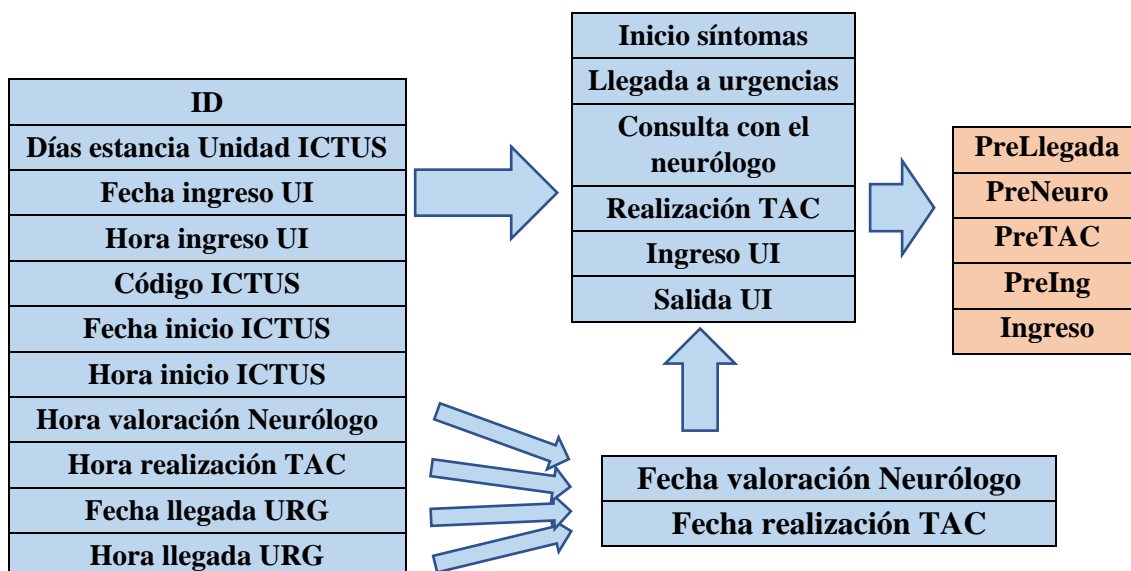 ID
Días estancia Unidad ICTUS
Fecha ingreso UI
Hora ingreso UI
Código ICTUS
Fecha inicio ICTUS
Hora inicio ICTUS
Hora valoración Neurólogo
Hora realización TAC
Fecha llegada URG
Hora llegada URG
Inicio síntomas
Llegada a urgencias
Consulta con el
neurólogo
Realización TAC
Ingreso UI
Salida UI
Fecha valoración Neurólogo
Fecha realización TAC
PreLlegada
PreNeuro
PreTAC
PreIng
Ingreso